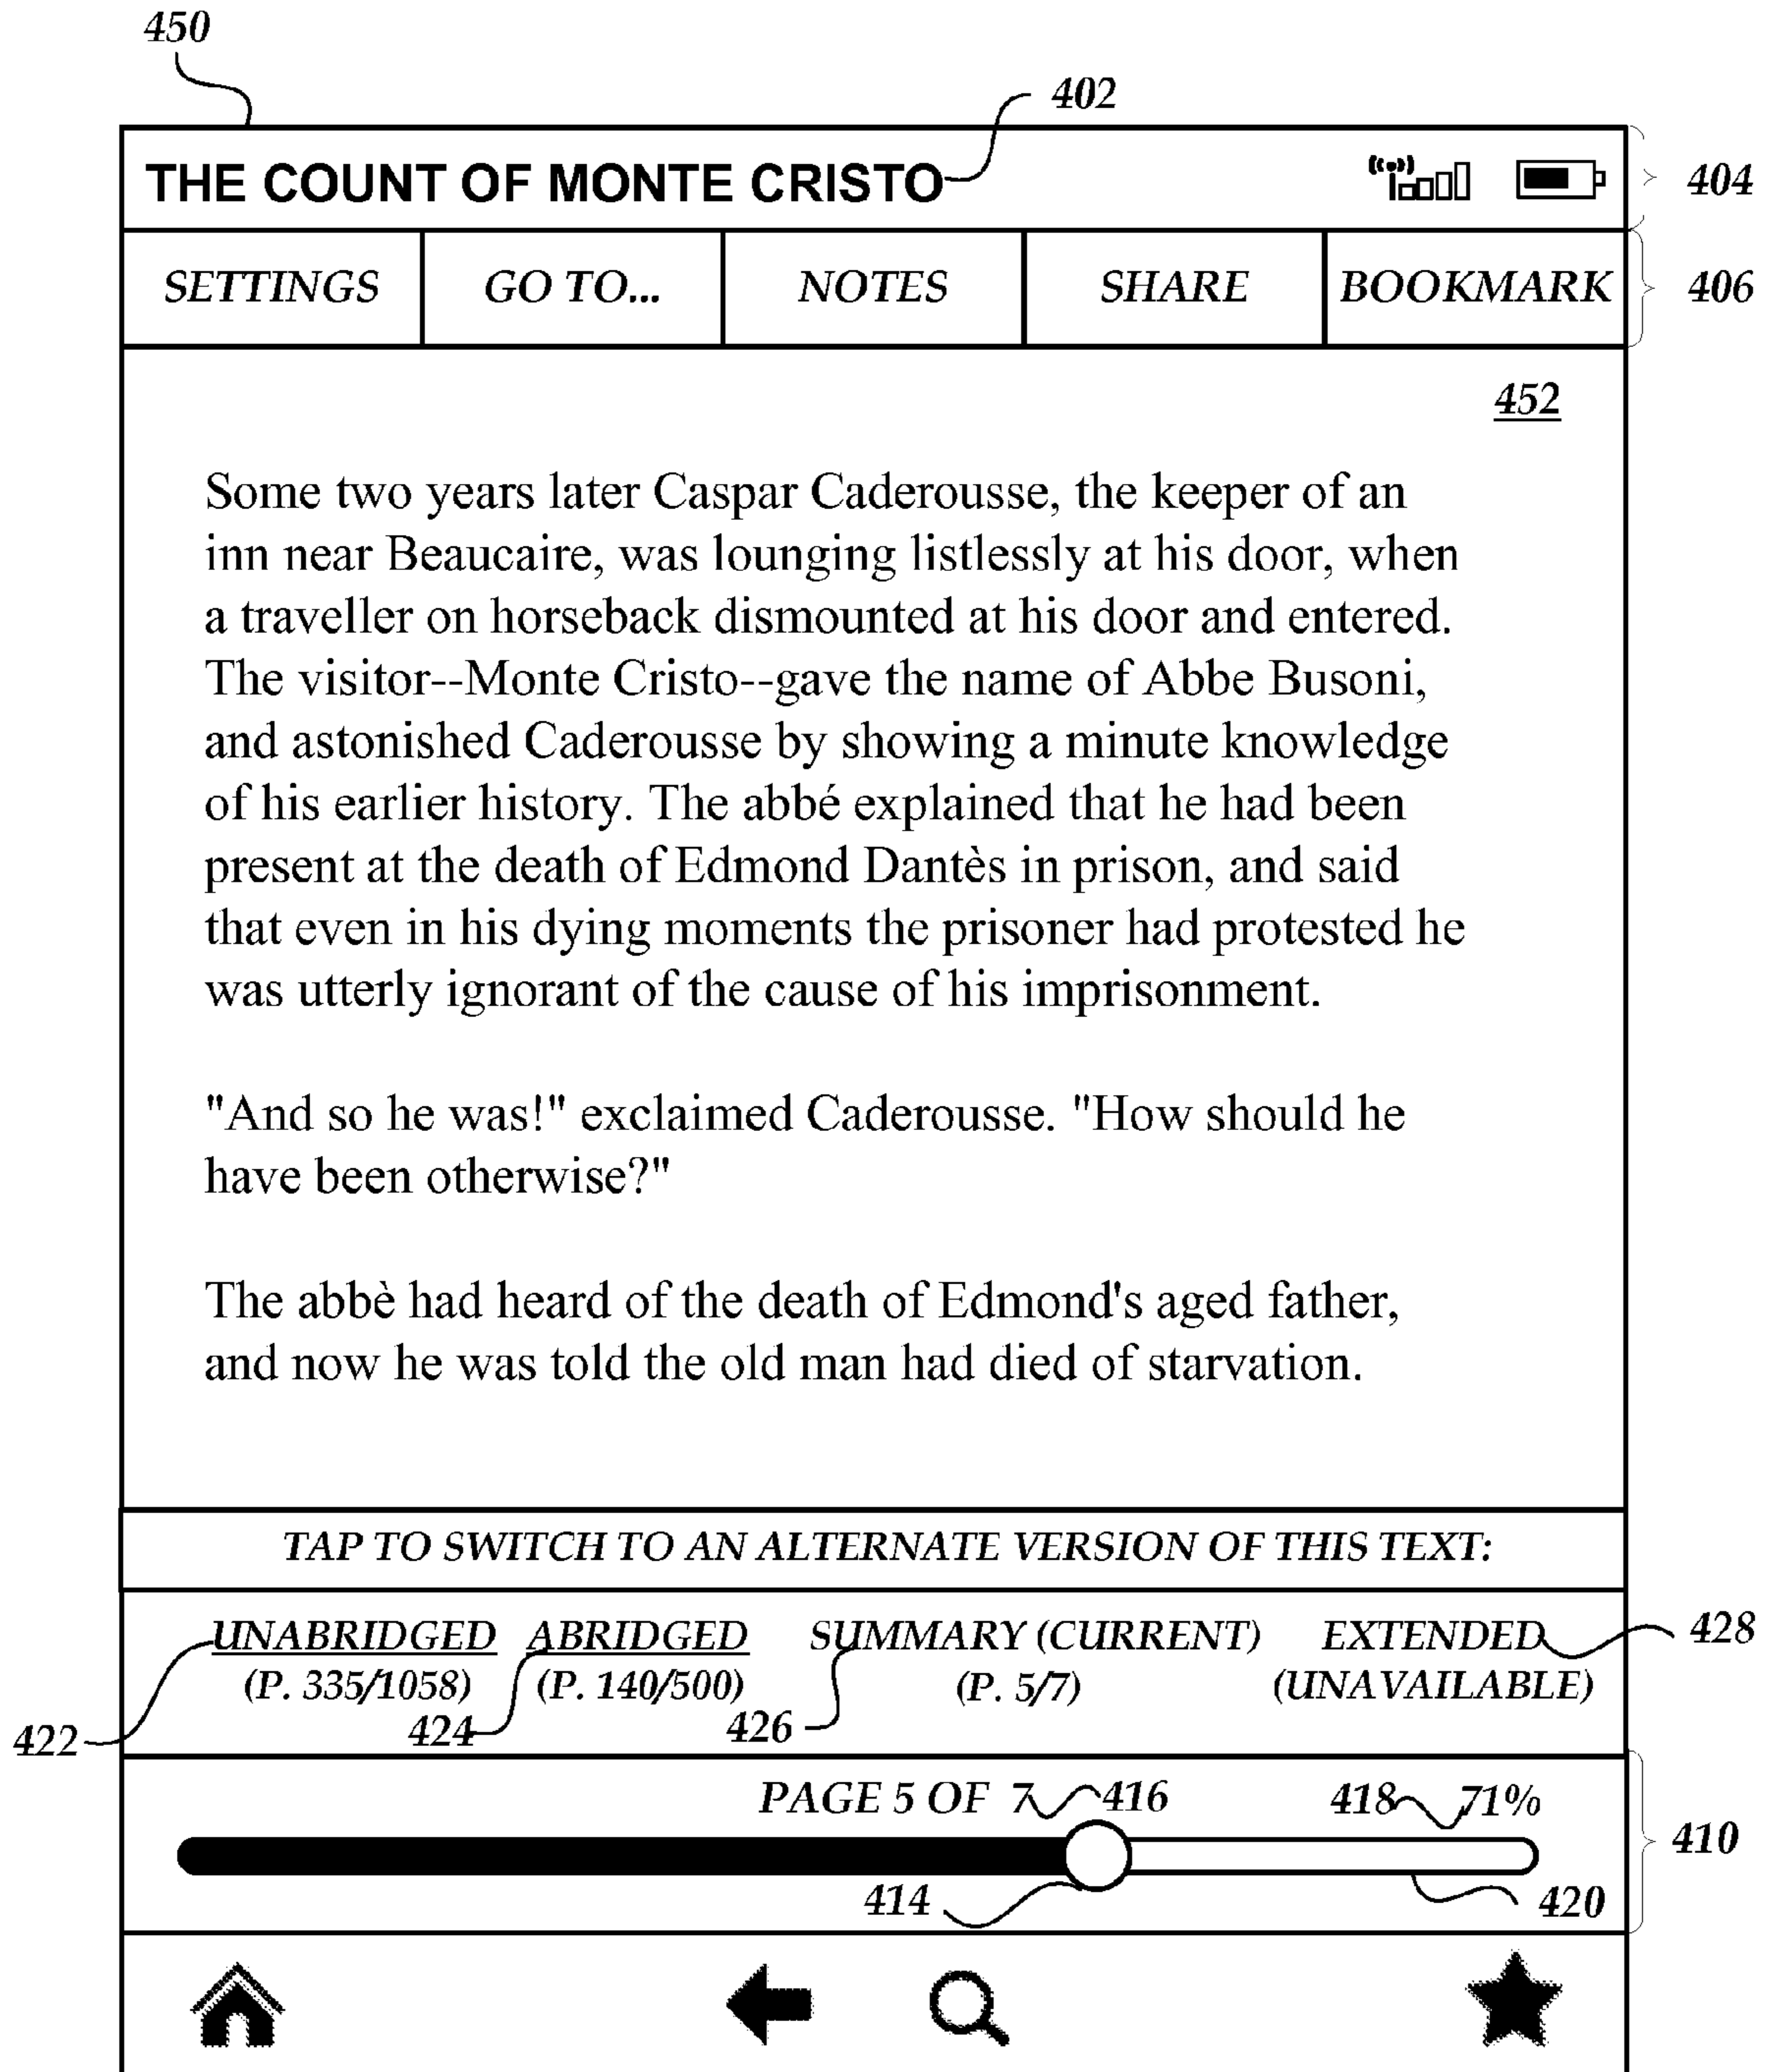 450
402
THE COUNT OF MONTE CRISTO
404
SETTINGS GO TO... NOTES SHARE BOOKMARK
406
452
Some two years later Caspar Caderousse, the keeper of an
inn near Beaucaire, was lounging listlessly at his door, when
a traveller on horseback dismounted at his door and entered.
The visitor--Monte Cristo--gave the name of Abbe Busoni,
and astonished Caderousse by showing a minute knowledge
of his earlier history. The abbé explained that he had been
present at the death of Edmond Dantès in prison, and said
that even in his dying moments the prisoner had protested he
was utterly ignorant of the cause of his imprisonment.
"And so he was!" exclaimed Caderousse. "How should he
have been otherwise?"
The abbè had heard of the death of Edmond's aged father,
and now he was told the old man had died of starvation.
TAP TO SWITCH TO AN ALTERNATE VERSION OF THIS TEXT:
UNABRIDGED ABRIDGED SUMMARY (CURRENT) EXTENDED 428
(P. 335/1058) (P. 140/500) (P. 5/7) (UNAVAILABLE)
422 424 426
PAGE 5 OF 7 416 418 71%
410
414 420